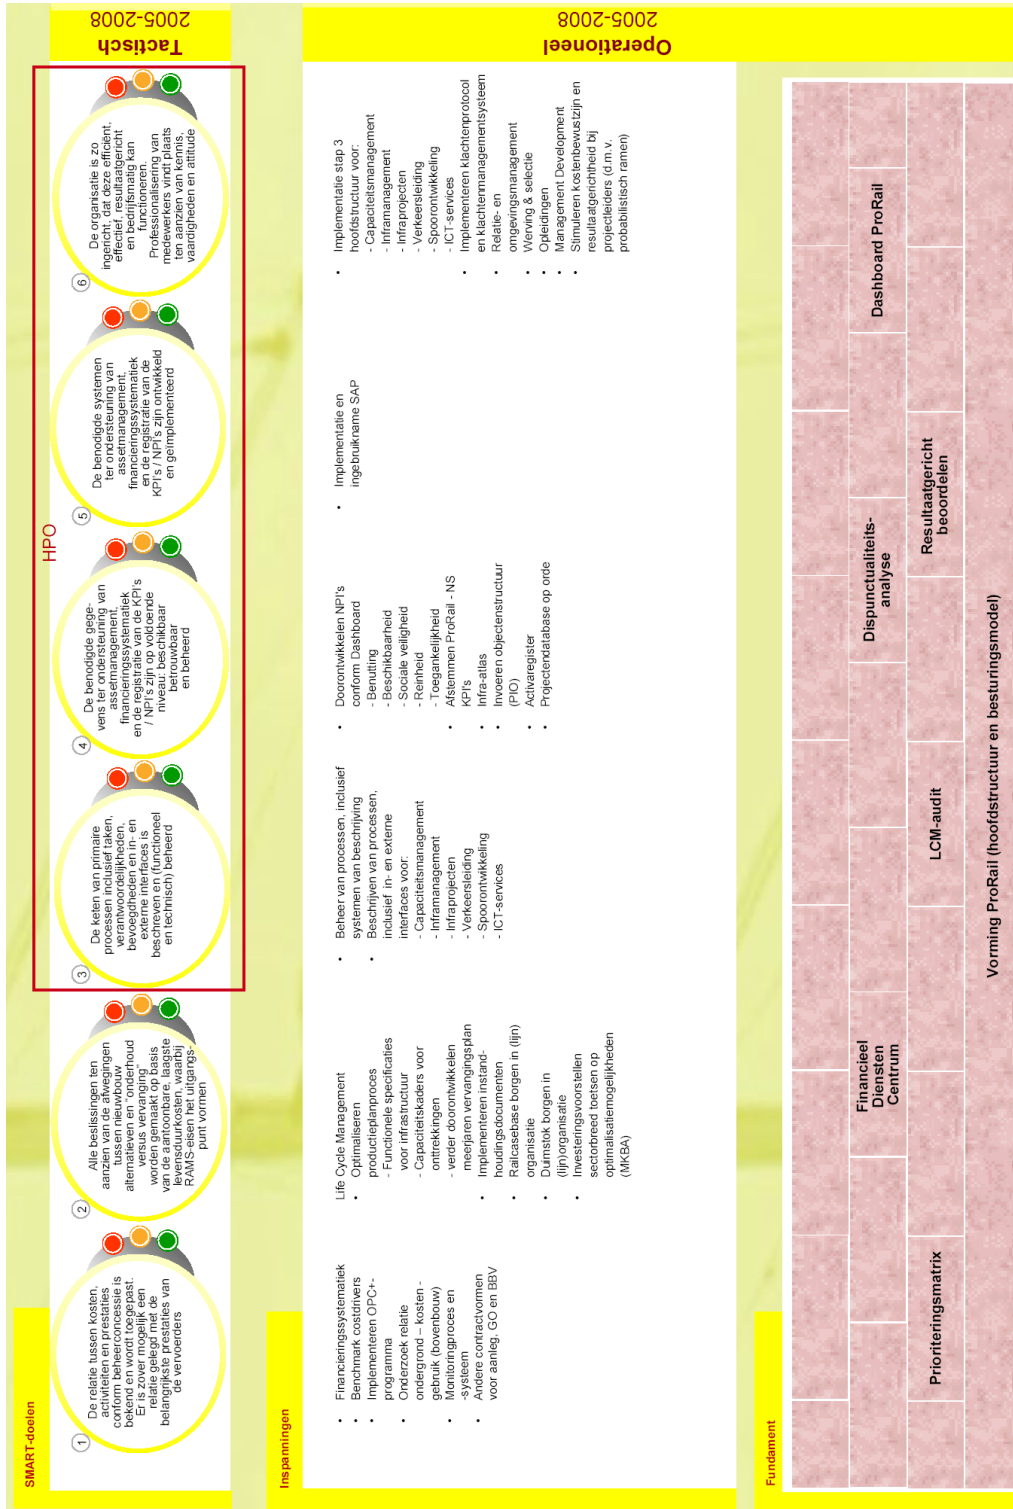 SMART-doelen
HPO
1
De relatie tussen kosten,
activiteiten en prestaties
conform beheerconcessie is
bekend en wordt toegepast.
Er is zover mogelijk een
relatie gelegd met de
belangrijkste prestaties van
de vervoerders
2
Alle beslissingen ten
aanzien van de afwegingen
tussen nieuwbouw
alternatieven en "onderhoud
versus vervanging"
worden gemaakt op basis
van de aantoonbare, laagste
levensduurkosten, waarbij
RAMS-eisen het uitgangs-
punt vormen
3
De keten van primaire
processen inclusief taken,
verantwoordelijkheden,
bevoegdheden en in- en
externe interfaces is
beschreven en (functioneel
en technisch) beheerd
4
De benodigde gege-
vens ter ondersteuning van
assetmanagement,
financieringssystematiek
en de registratie van de KPI's
/ NPI's zijn op voldoende
niveau: beschikbaar
betrouwbaar
en beheerd
5
De benodigde systemen
ter ondersteuning van
assetmanagement,
financieringssystematiek
en de registratie van de
KPI's / NPI's zijn ontwikkeld
en geïmplementeerd
6
De organisatie is zo
ingericht, dat deze efficiënt,
effectief, resultaatgericht
en bedrijfsmatig kan
functioneren.
Professionalisering van
medewerkers vindt plaats
ten aanzien van kennis,
vaardigheden en attitude
Tactisch
2005-2008
Inspanningen
• Financieringssystematiek
• Benchmark costdrivers
• Implementeren OPC+-
programma
• Onderzoek relatie
ondergrond – kosten -
gebruik (bovenbouw)
• Monitoringproces en
-systeem
• Andere contractvormen
voor aanleg, GO en BBV
Life Cycle Management
• Optimaliseren
productieplanproces
- Functionele specificaties
voor infrastructuur
- Capaciteitskaders voor
onttrekkingen
- verder doorontwikkelen
meerjaren vervangingsplan
• Implementeren instand-
houdingsdocumenten
• Railcasebase borgen in (lijn)
organisatie
• Duimstok borgen in
(lijn)organisatie
• Investeringsvoorstellen
sectorbreed toetsen op
optimalisatiemogelijkheden
(MKBA)
• Beheer van processen, inclusief
systemen van beschrijving
• Beschrijven van processen,
inclusief in- en externe
interfaces voor:
- Capaciteitsmanagement
- Inframanagement
- Infraprojecten
- Verkeersleiding
- Spoorontwikkeling
- ICT-services
• Doorontwikkelen NPI's
conform Dashboard
- Benutting
- Beschikbaarheid
- Sociale veiligheid
- Reinheid
- Toegankelijkheid
• Afstemmen ProRail - NS
KPI's
• Infra-atlas
• Invoeren objectenstructuur
(PIO)
• Activaregister
• Projectendatabase op orde
• Implementatie en
ingebruikname SAP
• Implementatie stap 3
hoofdstructuur voor:
- Capaciteitsmanagement
- Inframanagement
- Infraprojecten
- Verkeersleiding
- Spoorontwikkeling
- ICT-services
• Implementeren klachtenprotocol
en klachtenmanagementsysteem
• Relatie- en
omgevingsmanagement
• Werving & selectie
• Opleidingen
• Management Development
• Stimuleren kostenbewustzijn en
resultaatgerichtheid bij
projectleiders (d.m.v.
probabilistisch ramen)
Operationeel
2005-2008
Fundament
Financieel
Diensten
Centrum
Dispunctualiteits-
analyse
Dashboard ProRail
Prioriteringsmatrix
LCM-audit
Resultaatgericht
beoordelen
Vorming ProRail (hoofdstructuur en besturingsmodel)